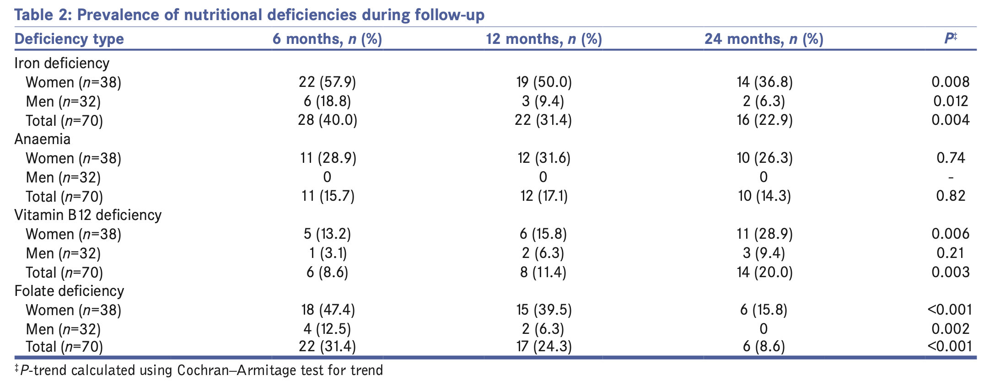 Table 2: Prevalence of nutritional deficiencies during follow-up
Deficiency type 6 months, n (%) 12 months, n (%) 24 months, n (%) P‡
Iron deficiency
Women (n=38) 22 (57.9) 19 (50.0) 14 (36.8) 0.008
Men (n=32) 6 (18.8) 3 (9.4) 2 (6.3) 0.012
Total (n=70) 28 (40.0) 22 (31.4) 16 (22.9) 0.004
Anaemia
Women (n=38) 11 (28.9) 12 (31.6) 10 (26.3) 0.74
Men (n=32) 0 0 0 -
Total (n=70) 11 (15.7) 12 (17.1) 10 (14.3) 0.82
Vitamin B12 deficiency
Women (n=38) 5 (13.2) 6 (15.8) 11 (28.9) 0.006
Men (n=32) 1 (3.1) 2 (6.3) 3 (9.4) 0.21
Total (n=70) 6 (8.6) 8 (11.4) 14 (20.0) 0.003
Folate deficiency
Women (n=38) 18 (47.4) 15 (39.5) 6 (15.8) <0.001
Men (n=32) 4 (12.5) 2 (6.3) 0 0.002
Total (n=70) 22 (31.4) 17 (24.3) 6 (8.6) <0.001
‡P-trend calculated using Cochran–Armitage test for trend